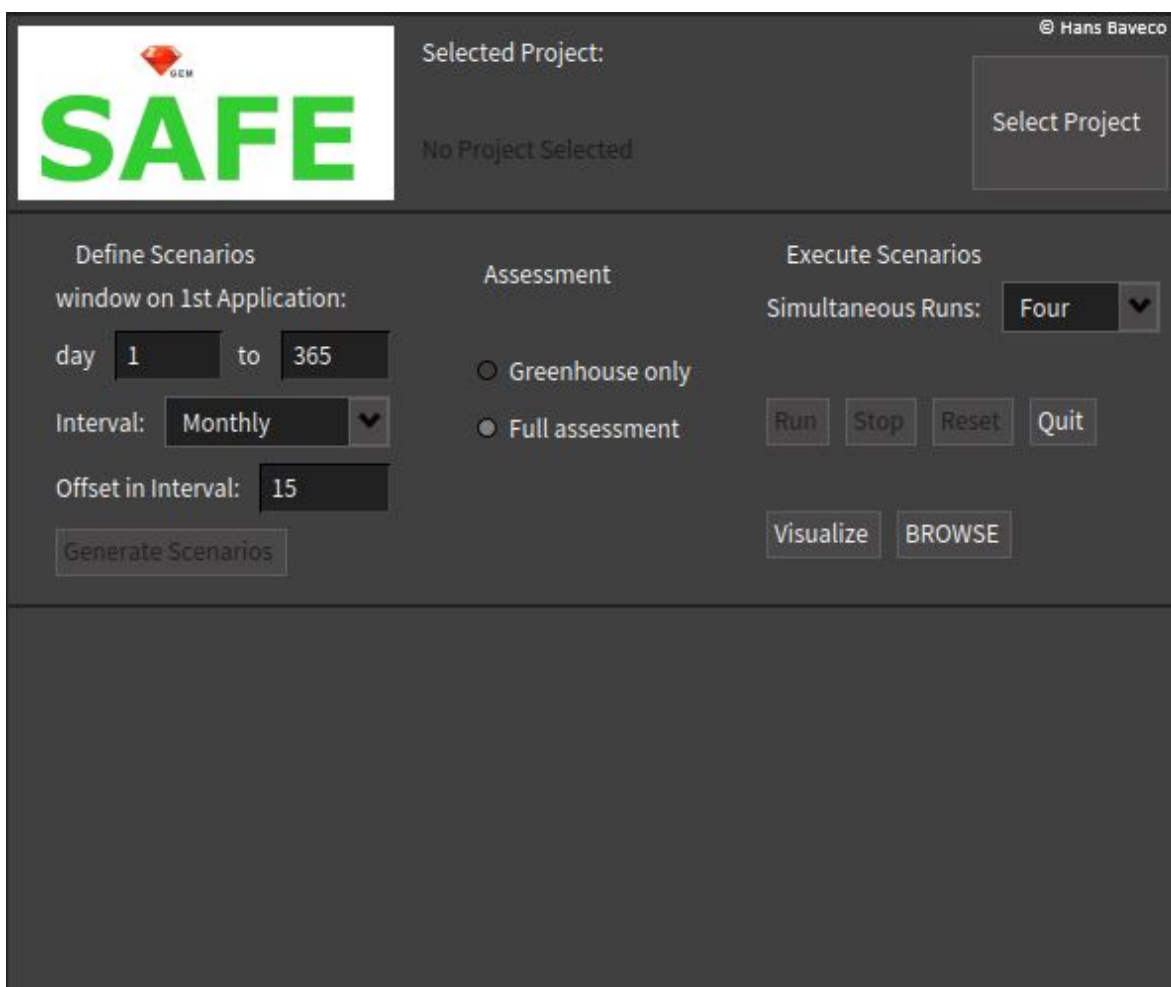 © Hans Baveco
GEM
SAFE
Selected Project:
No Project Selected
Select Project
Define Scenarios
window on 1st Application:
day 1 to 365
Interval: Monthly
Offset in Interval: 15
Generate Scenarios
Assessment
Greenhouse only
Full assessment
Execute Scenarios
Simultaneous Runs: Four
Run Stop Reset Quit
Visualize BROWSE